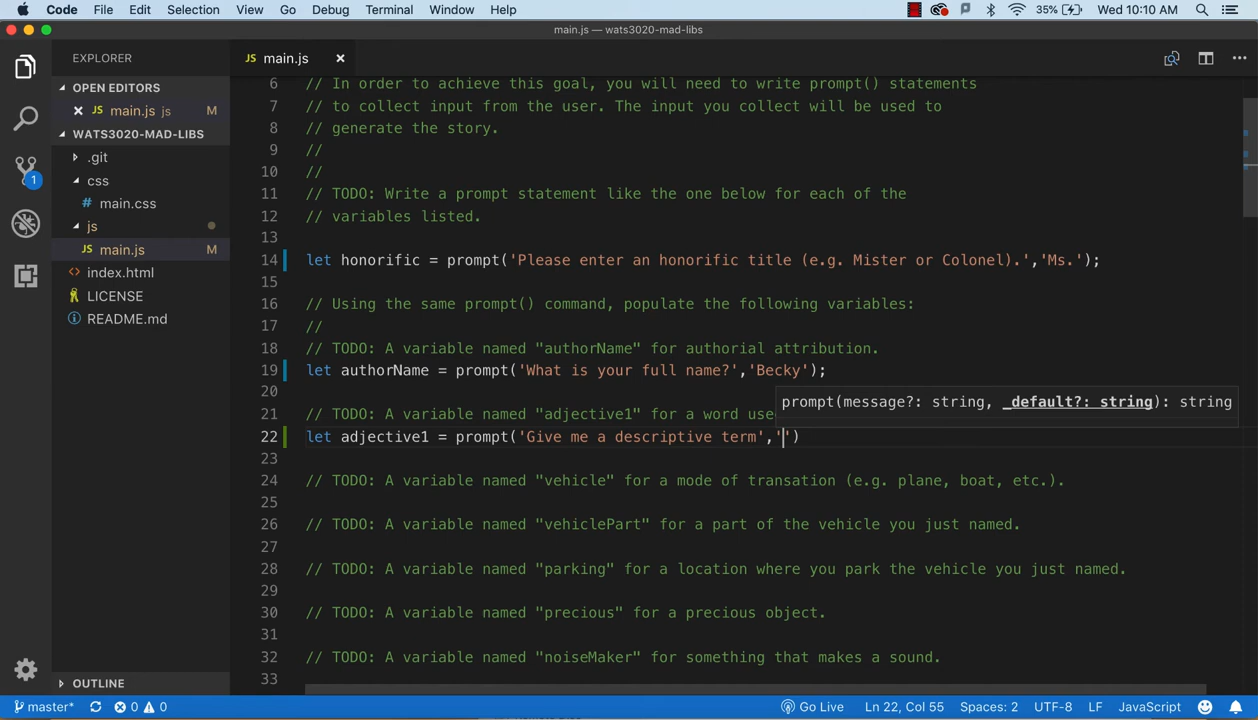 Code File Edit Selection View Go Debug Terminal Window Help 35% Wed 10:10 AM
main.js — wats3020-mad-libs
EXPLORER
JS main.js ×
OPEN EDITORS
× JS main.js js M
WATS3020-MAD-LIBS
.git
css
# main.css
js
JS main.js M
<> index.html
LICENSE
README.md
OUTLINE
1
6 // In order to achieve this goal, you will need to write prompt() statements
7 // to collect input from the user. The input you collect will be used to
8 // generate the story.
9 //
10 //
11 // TODO: Write a prompt statement like the one below for each of the
12 // variables listed.
13
14 let honorific = prompt('Please enter an honorific title (e.g. Mister or Colonel).','Ms.');
15
16 // Using the same prompt() command, populate the following variables:
17 //
18 // TODO: A variable named "authorName" for authorial attribution.
19 let authorName = prompt('What is your full name?','Becky');
20
prompt(message?: string, _default?: string): string
21 // TODO: A variable named "adjective1" for a word use
22 let adjective1 = prompt('Give me a descriptive term','')
23
24 // TODO: A variable named "vehicle" for a mode of transation (e.g. plane, boat, etc.).
25
26 // TODO: A variable named "vehiclePart" for a part of the vehicle you just named.
27
28 // TODO: A variable named "parking" for a location where you park the vehicle you just named.
29
30 // TODO: A variable named "precious" for a precious object.
31
32 // TODO: A variable named "noiseMaker" for something that makes a sound.
33
master* 0 0 Go Live Ln 22, Col 55 Spaces: 2 UTF-8 LF JavaScript